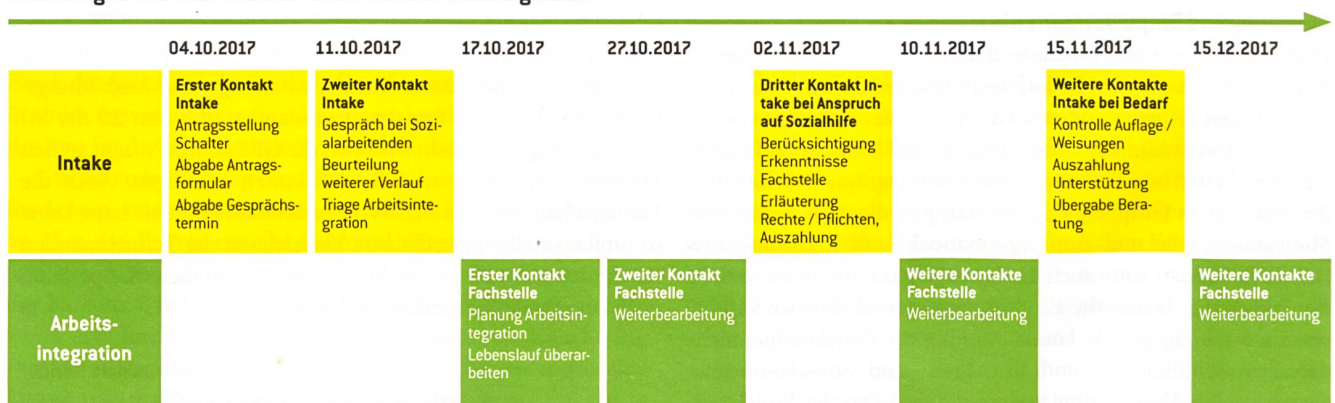 04.10.2017
11.10.2017
17.10.2017
27.10.2017
02.11.2017
10.11.2017
15.11.2017
15.12.2017
Intake
Erster Kontakt
Intake
Antragsstellung
Schalter
Abgabe Antrags-
formular
Abgabe Gesprächs-
termin
Zweiter Kontakt
Intake
Gespräch bei Sozi-
alarbeitenden
Beurteilung
weiterer Verlauf
Triage Arbeitsinte-
gration
Dritter Kontakt In-
take bei Anspruch
auf Sozialhilfe
Berücksichtigung
Erkenntnisse
Fachstelle
Erläuterung
Rechte / Pflichten,
Auszahlung
Weitere Kontakte
Intake bei Bedarf
Kontrolle Auflage /
Weisungen
Auszahlung
Unterstützung
Übergabe Bera-
tung
Arbeits-
integration
Erster Kontakt
Fachstelle
Planung Arbeitsin-
tegration
Lebenslauf überar-
beiten
Zweiter Kontakt
Fachstelle
Weiterbearbeitung
Weitere Kontakte
Fachstelle
Weiterbearbeitung
Weitere Kontakte
Fachstelle
Weiterbearbeitung